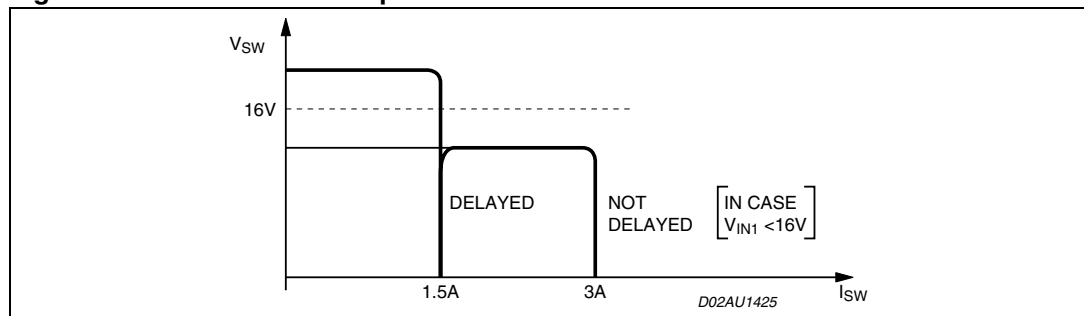 V_SW
16V
DELAYED
NOT
DELAYED
IN CASE
V_IN1 <16V
1.5A
3A
I_SW
D02AU1425